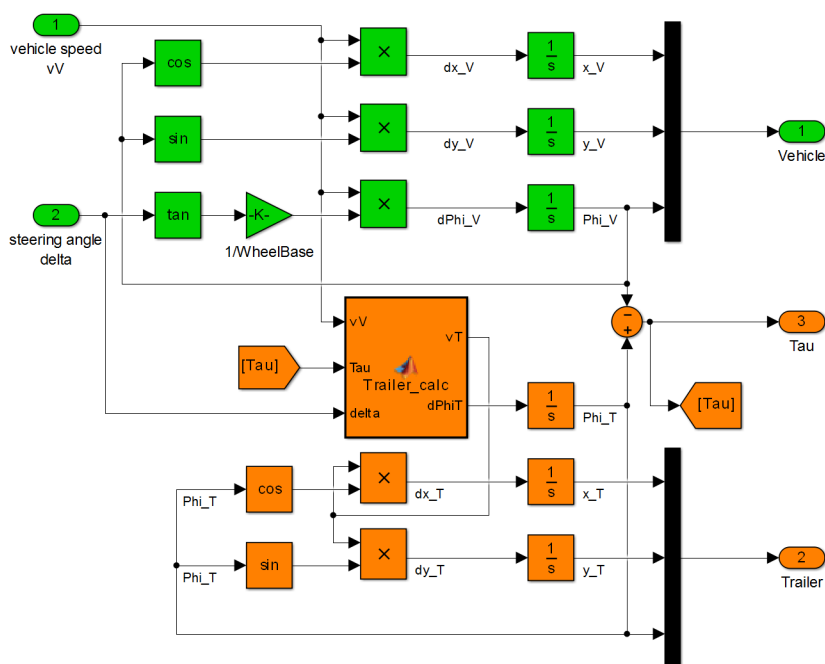 1
vehicle speed
vV
cos
×
dx_V
1
s
x_V
sin
×
dy_V
1
s
y_V
1
Vehicle
2
steering angle
delta
tan
-K-
1/WheelBase
×
dPhi_V
1
s
Phi_V
vV
Tau
delta
Trailer_calc
vT
dPhiT
[Tau]
1
s
Phi_T
−
+
3
Tau
[Tau]
Phi_T
cos
×
dx_T
1
s
x_T
Phi_T
sin
×
dy_T
1
s
y_T
2
Trailer